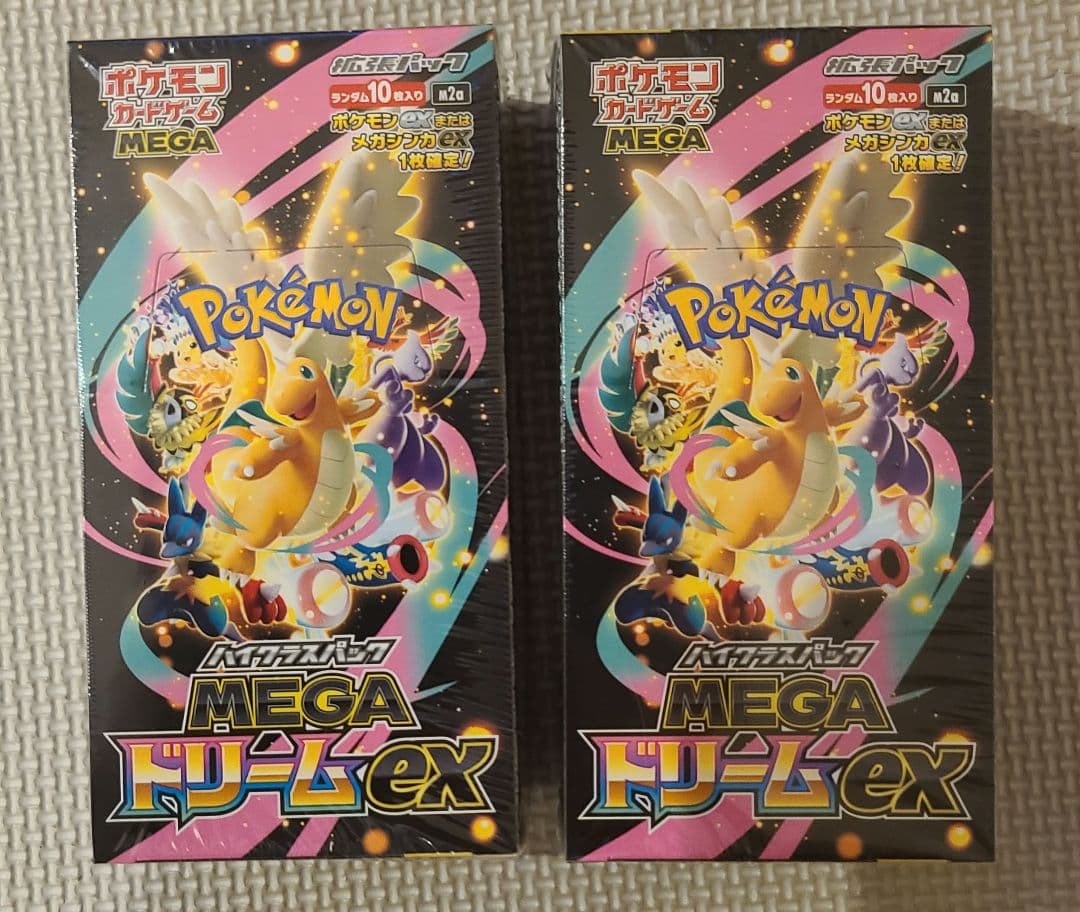 ポケモン
カードゲーム
MEGA
拡張パック
ランダム10枚入り M2a
ポケモンexまたは
メガシンカex
1枚確定!
POKéMON
ハイクラスパック
MEGA
ドリームex
ポケモン
カードゲーム
MEGA
拡張パック
ランダム10枚入り M2a
ポケモンexまたは
メガシンカex
1枚確定!
POKéMON
ハイクラスパック
MEGA
ドリームex